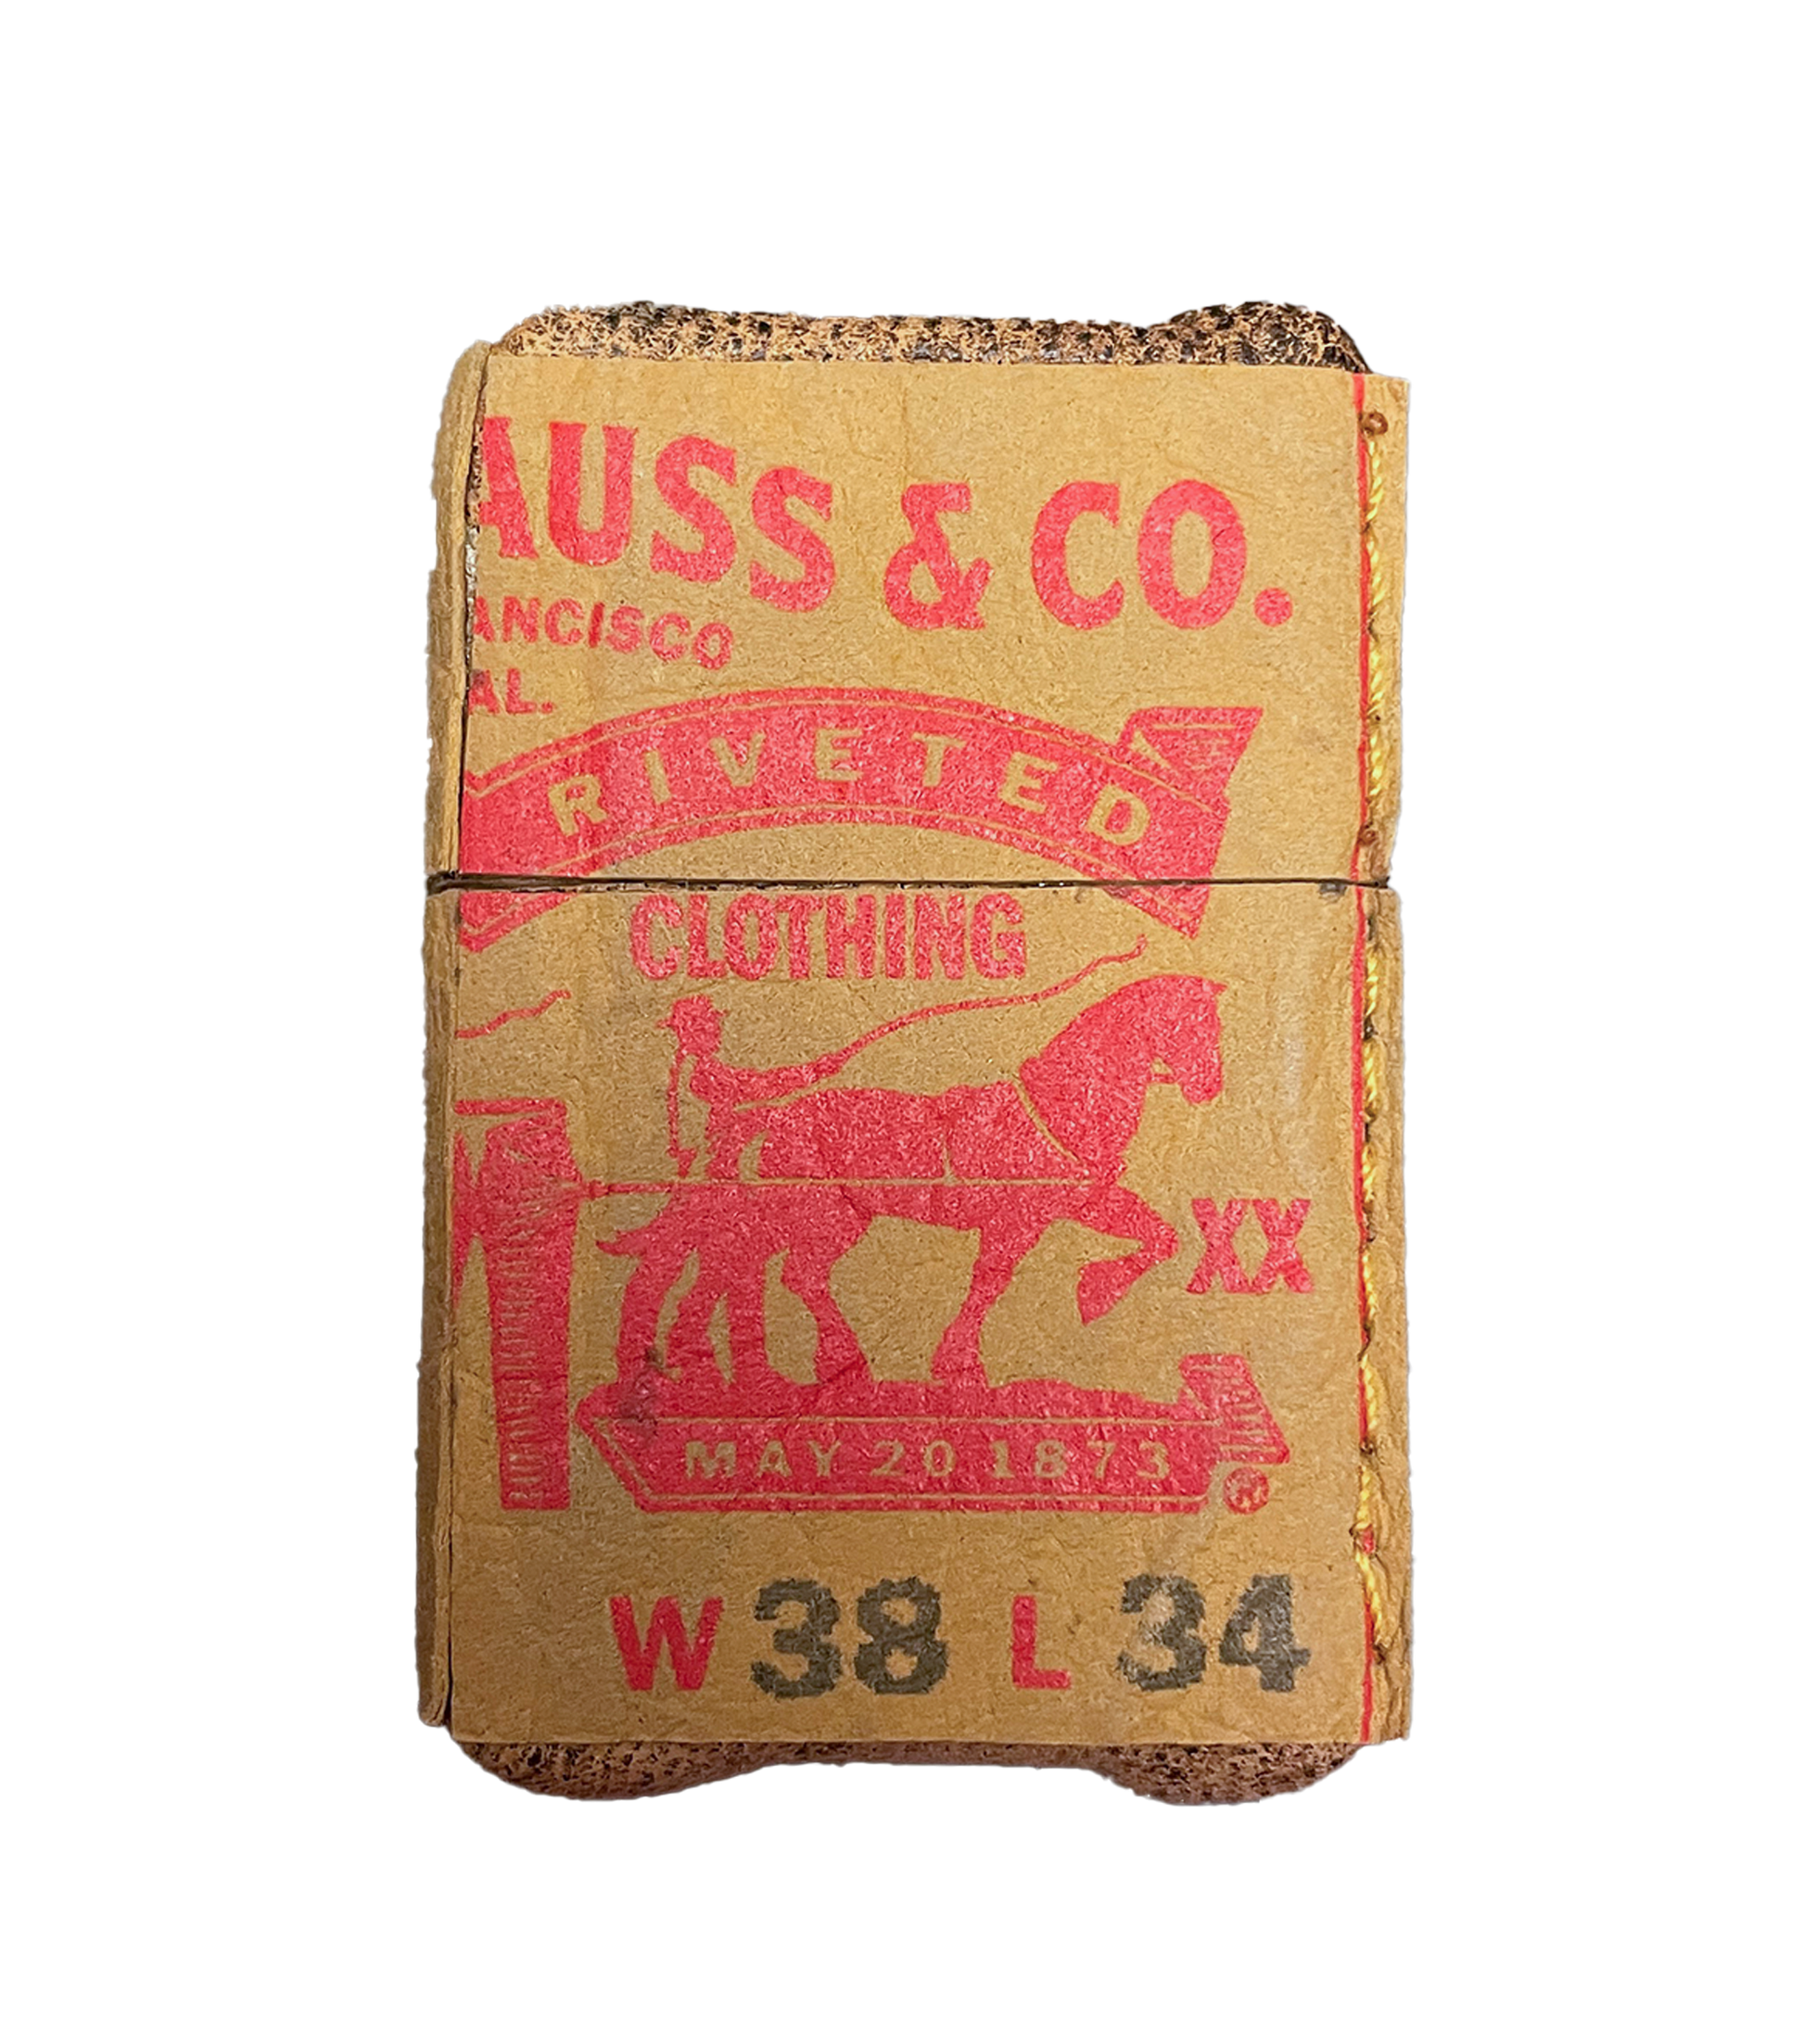 AUSS & CO.
ANCISCO
AL.
RIVETED
CLOTHING
XX
MAY 20 1873
®
W 38 L 34